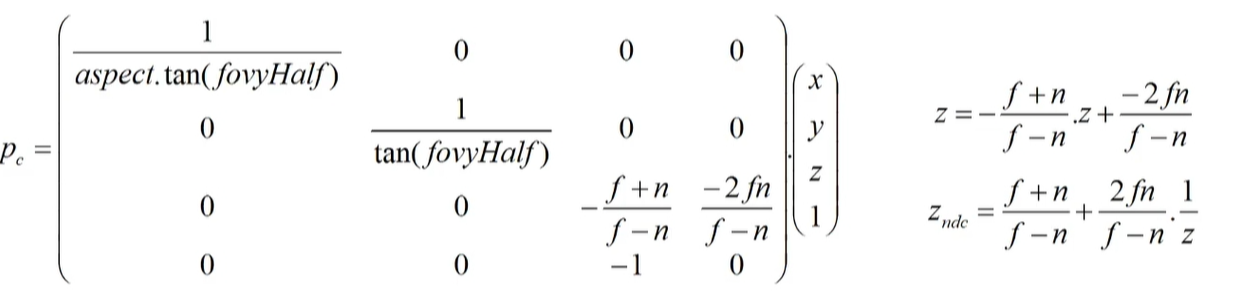 p_c = ( 1/(aspect.tan(fovyHalf)) 0 0 0
0 1/(tan(fovyHalf)) 0 0
0 0 -(f+n)/(f-n) (-2fn)/(f-n)
0 0 -1 0 ) . ( x y z 1 )
z = -(f+n)/(f-n) .z + (-2fn)/(f-n)
z_ndc = (f+n)/(f-n) + (2fn)/(f-n) . 1/z